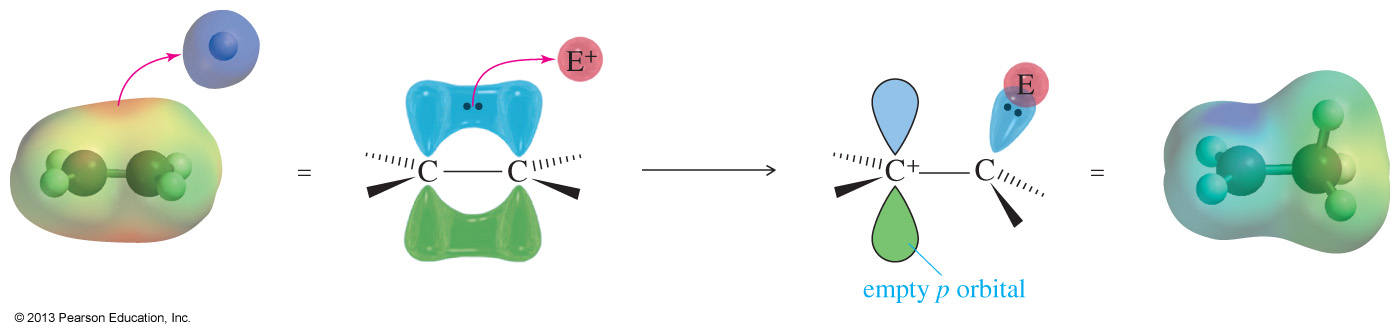 E⁺
E
=
C
C
C⁺
C
=
empty p orbital
© 2013 Pearson Education, Inc.